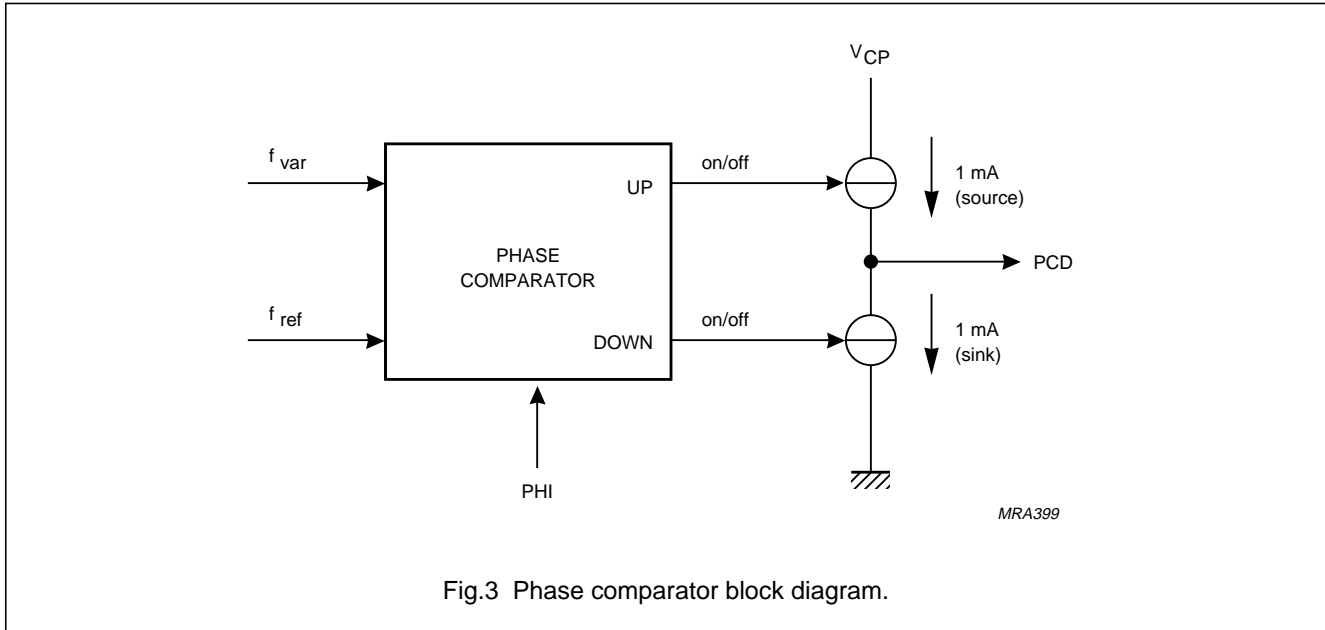 V CP
f var
on/off
UP
1 mA
(source)
PHASE
COMPARATOR
PCD
f ref
on/off
DOWN
1 mA
(sink)
PHI
MRA399
Fig.3 Phase comparator block diagram.